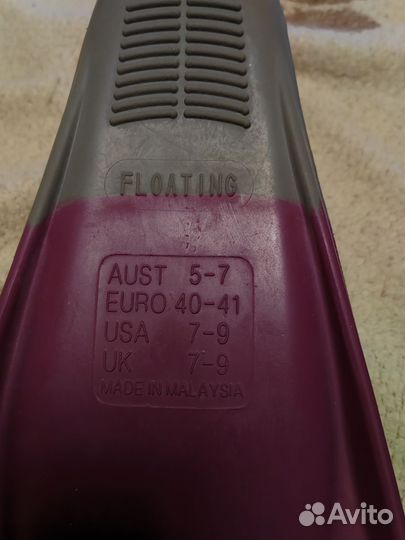 FLOATING
AUST 5-7
EURO 40-41
USA 7-9
UK 7-9
MADE IN MALAYSIA
Avito